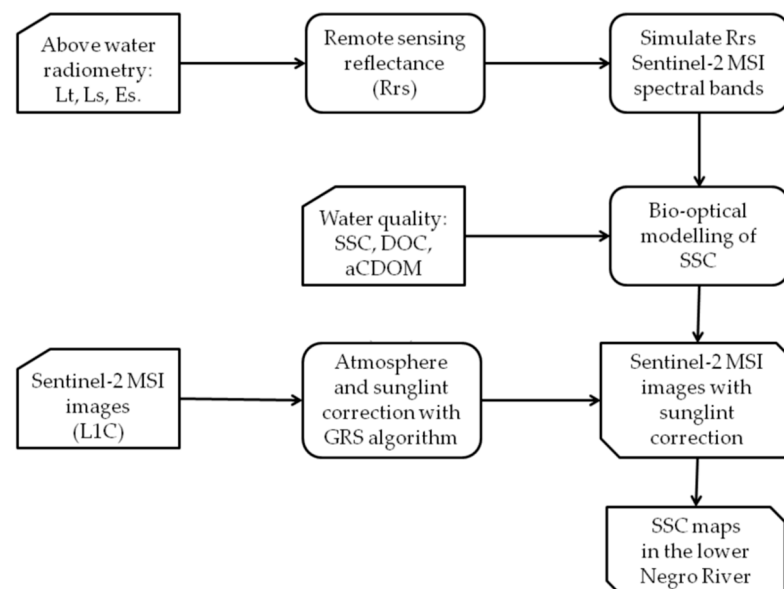 Above water
radiometry:
Lt, Ls, Es.
Remote sensing
reflectance
(Rrs)
Simulate Rrs
Sentinel-2 MSI
spectral bands
Water quality:
SSC, DOC,
aCDOM
Bio-optical
modelling of
SSC
Sentinel-2 MSI
images
(L1C)
Atmosphere
and sunglint
correction with
GRS algorithm
Sentinel-2 MSI
images with
sunglint
correction
SSC maps
in the lower
Negro River